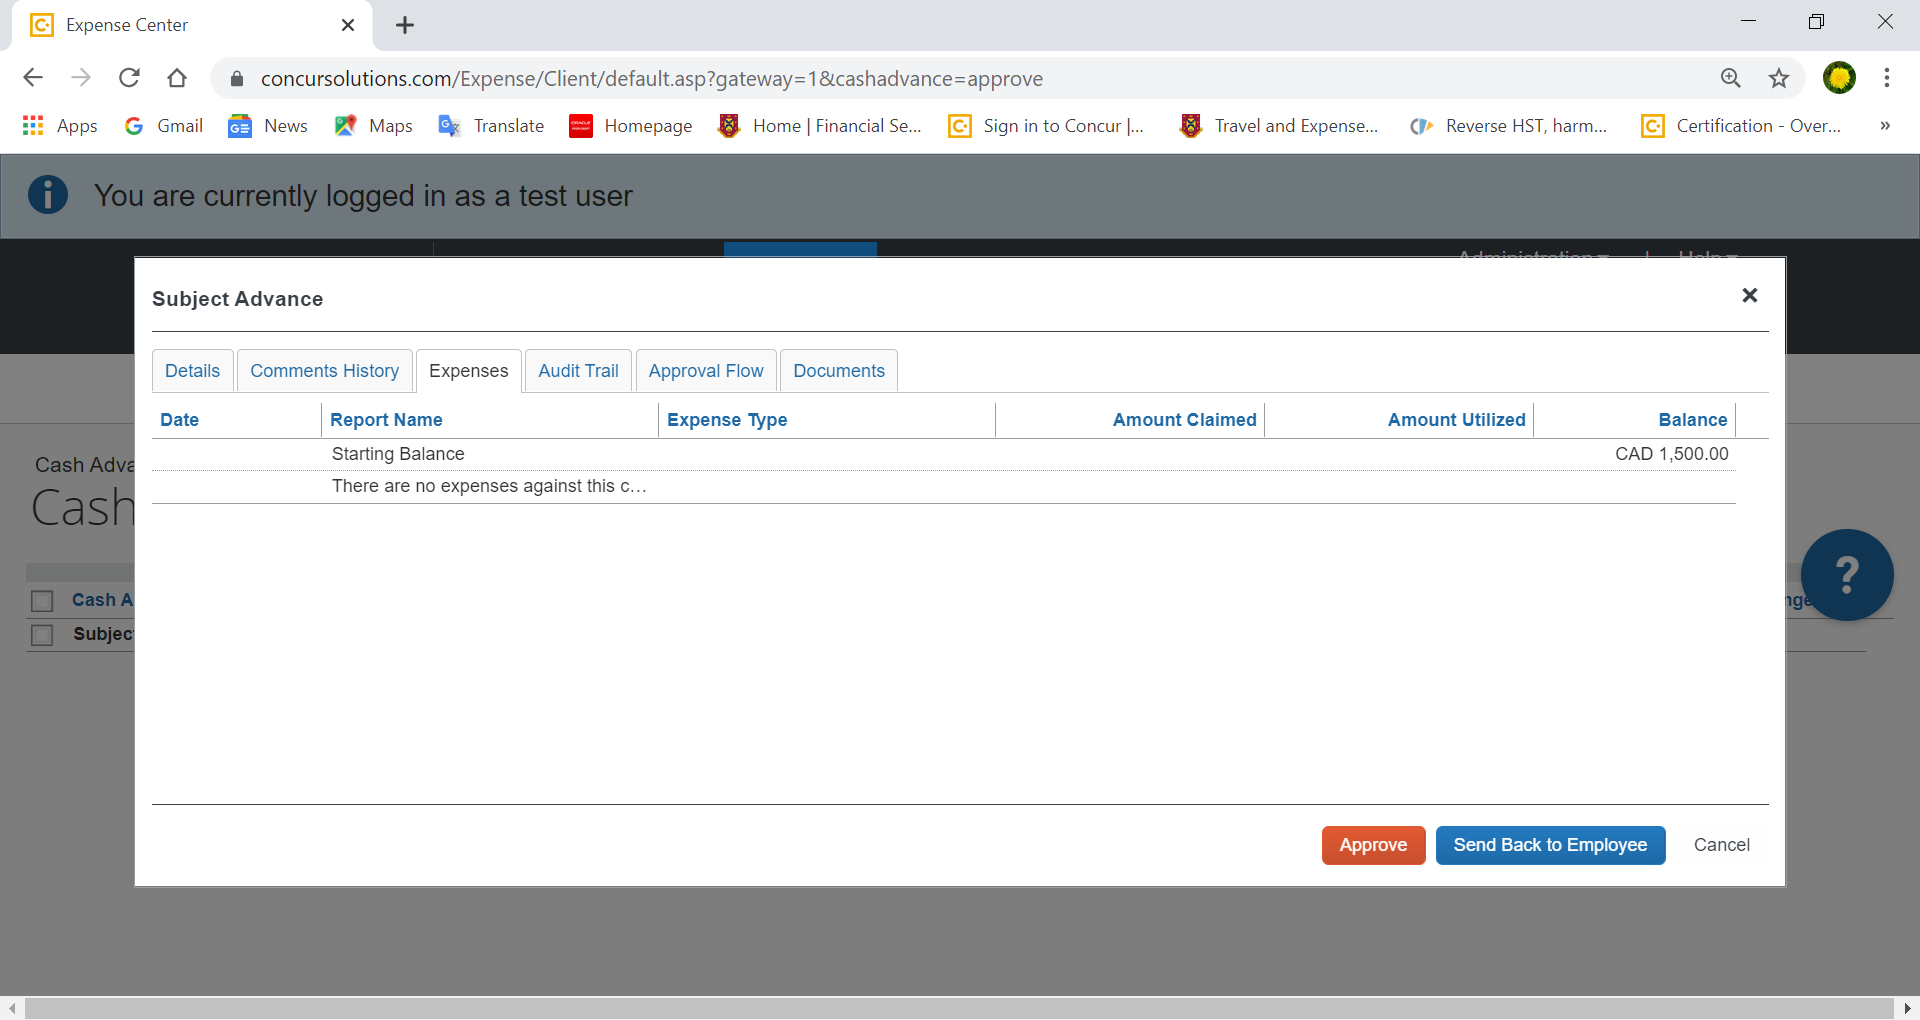 Expense Center
concursolutions.com/Expense/Client/default.asp?gateway=1&cashadvance=approve
Apps Gmail News Maps Translate Homepage Home | Financial Se... Sign in to Concur |... Travel and Expense... Reverse HST, harm... Certification - Over... »
You are currently logged in as a test user
Administration Help
Subject Advance
Details Comments History Expenses Audit Trail Approval Flow Documents
Date Report Name Expense Type Amount Claimed Amount Utilized Balance
Starting Balance CAD 1,500.00
There are no expenses against this c...
Cash Adva
Cash
Cash A
Subjec
?
Approve Send Back to Employee Cancel